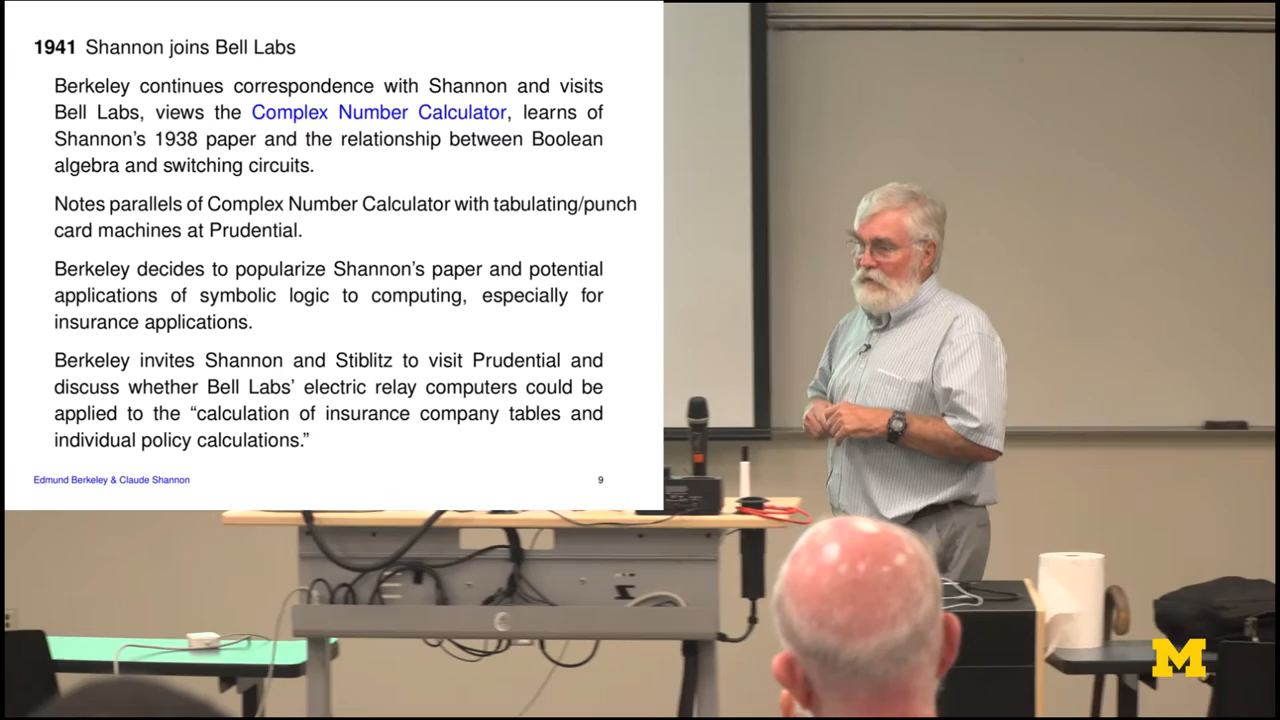 1941 Shannon joins Bell Labs
Berkeley continues correspondence with Shannon and visits
Bell Labs, views the Complex Number Calculator, learns of
Shannon's 1938 paper and the relationship between Boolean
algebra and switching circuits.
Notes parallels of Complex Number Calculator with tabulating/punch
card machines at Prudential.
Berkeley decides to popularize Shannon's paper and potential
applications of symbolic logic to computing, especially for
insurance applications.
Berkeley invites Shannon and Stiblitz to visit Prudential and
discuss whether Bell Labs' electric relay computers could be
applied to the “calculation of insurance company tables and
individual policy calculations.”
Edmund Berkeley & Claude Shannon 9
M